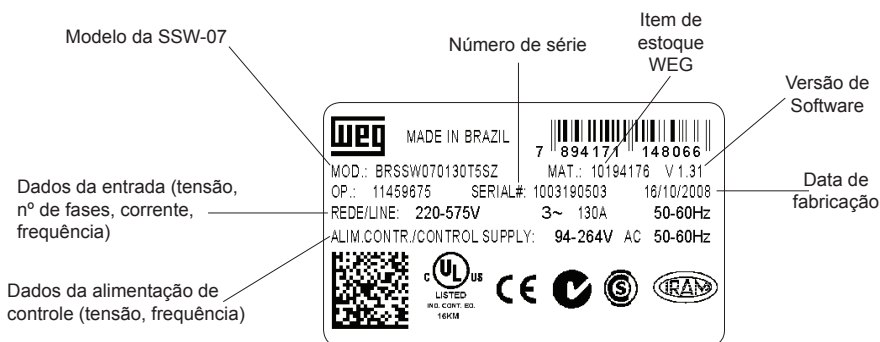 Modelo da SSW-07
Número de série
Item de
estoque
WEG
Versão de
Software
Data de
fabricação
Dados da entrada (tensão,
nº de fases, corrente,
frequência)
Dados da alimentação de
controle (tensão, frequência)
weg MADE IN BRAZIL
7 894171 148066
MOD.: BRSSW070130T5SZ MAT.: 10194176 V 1.31
OP.: 11459675 SERIAL#: 1003190503 16/10/2008
REDE/LINE: 220-575V 3~ 130A 50-60Hz
ALIM.CONTR./CONTROL SUPPLY: 94-264V AC 50-60Hz
C UL US
LISTED
IND. CONT. EQ.
16KM
CE
S
IRAM